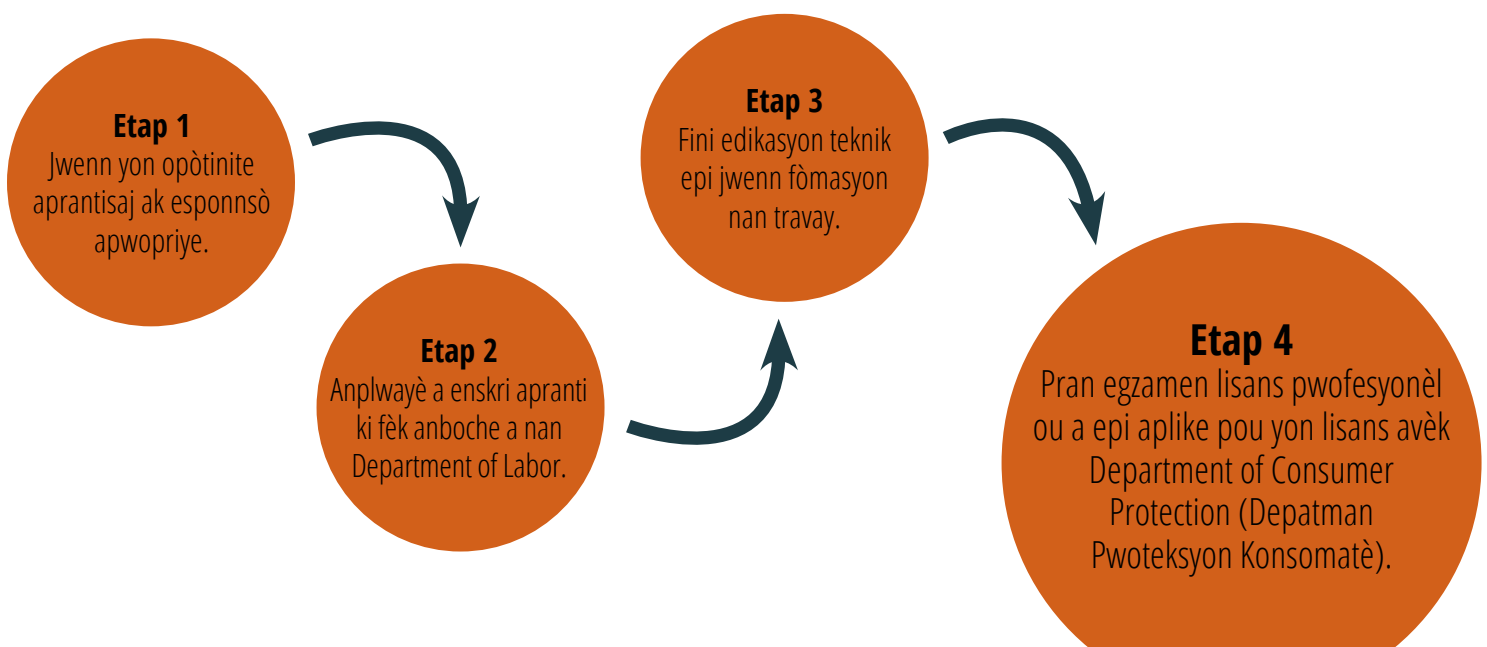 Etap 1
Jwenn yon opòtinite
aprantisaj ak esponnsò
apwopriye.
Etap 2
Anplwayè a enskri apranti
ki fèk anboche a nan
Department of Labor.
Etap 3
Fini edikasyon teknik
epi jwenn fòmasyon
nan travay.
Etap 4
Pran egzamen lisans pwofesyonèl
ou a epi aplike pou yon lisans avèk
Department of Consumer
Protection (Depatman
Pwoteksyon Konsomatè).